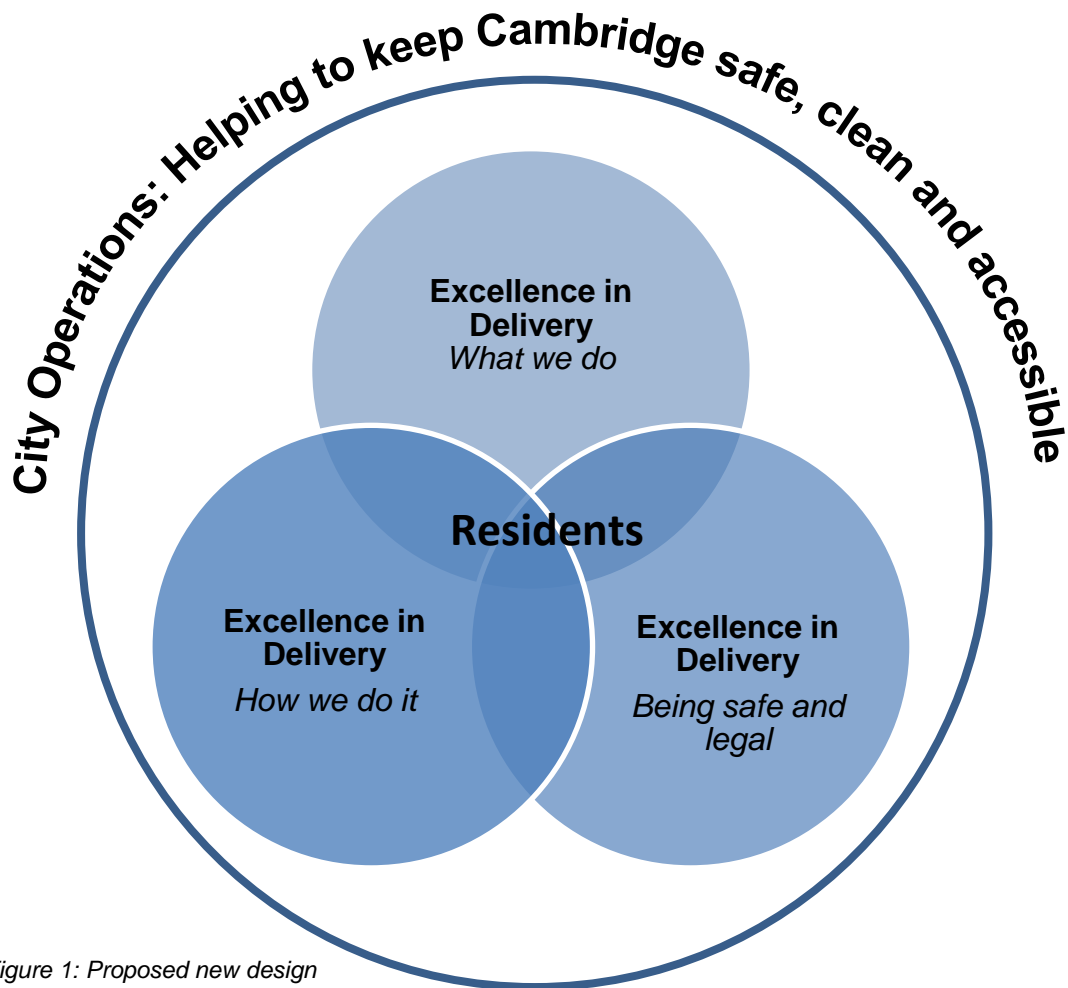 City Operations: Helping to keep Cambridge safe, clean and accessible
Excellence in
Delivery
What we do
Residents
Excellence in
Delivery
How we do it
Excellence in
Delivery
Being safe and
legal
igure 1: Proposed new design